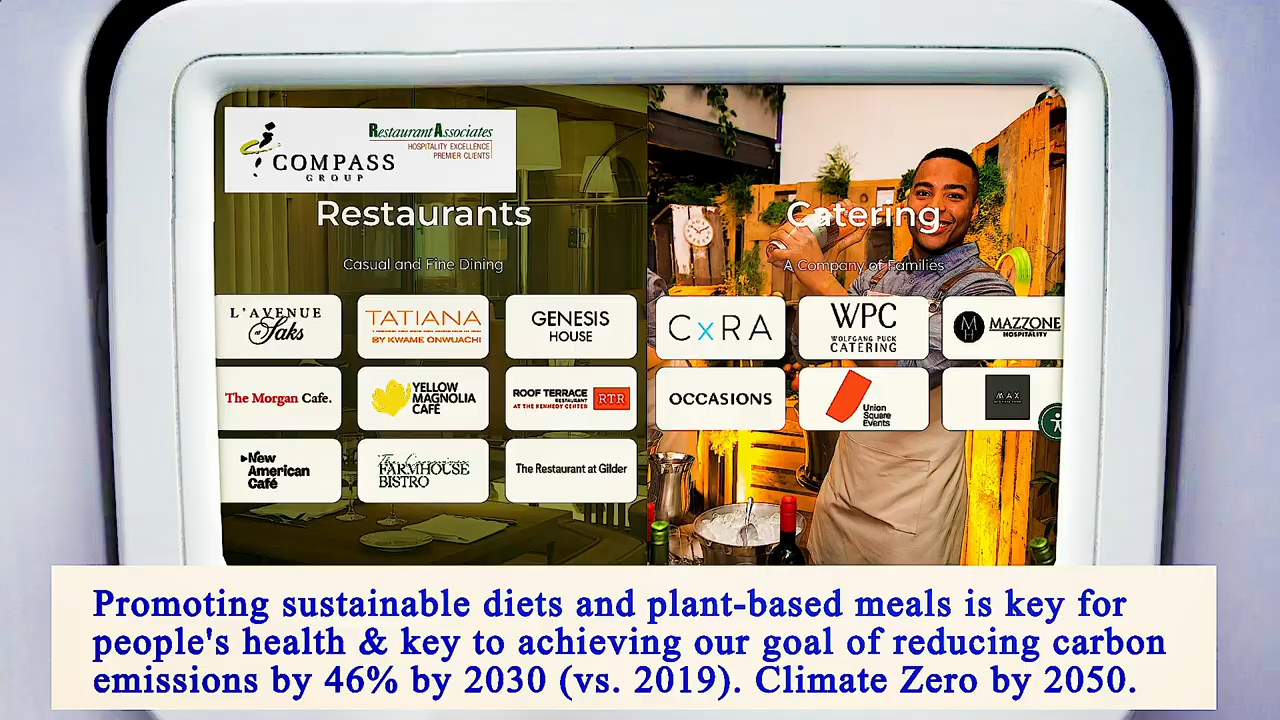 COMPASS
GROUP
Restaurant Associates
HOSPITALITY EXCELLENCE
PREMIER CLIENTS
Restaurants
Casual and Fine Dining
L'AVENUE
at Saks
TATIANA
BY KWAME ONWUACHI
GENESIS
HOUSE
The Morgan Cafe.
YELLOW
MAGNOLIA
CAFÉ
ROOF TERRACE
RESTAURANT
AT THE KENNEDY CENTER
RTR
New
American
Café
FARMHOUSE
BISTRO
The Restaurant at Gilder
Catering
A Company of Families
CxRA
WPC
WOLFGANG PUCK
CATERING
MH
MAZZONE
HOSPITALITY
OCCASIONS
Union
Square
Events
MAX
Promoting sustainable diets and plant-based meals is key for
people's health & key to achieving our goal of reducing carbon
emissions by 46% by 2030 (vs. 2019). Climate Zero by 2050.